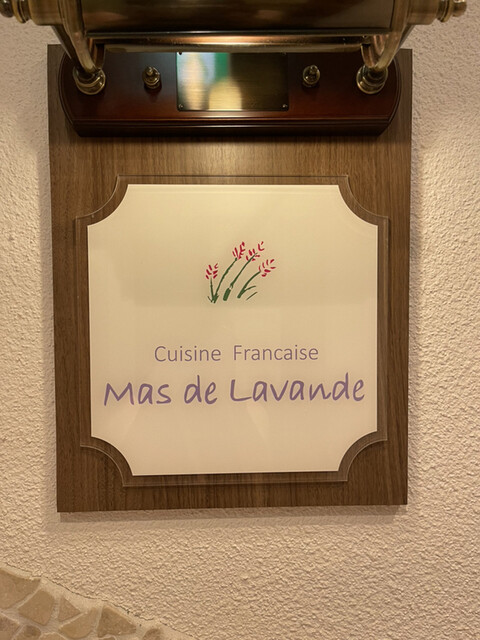 Cuisine Francaise
Mas de Lavande